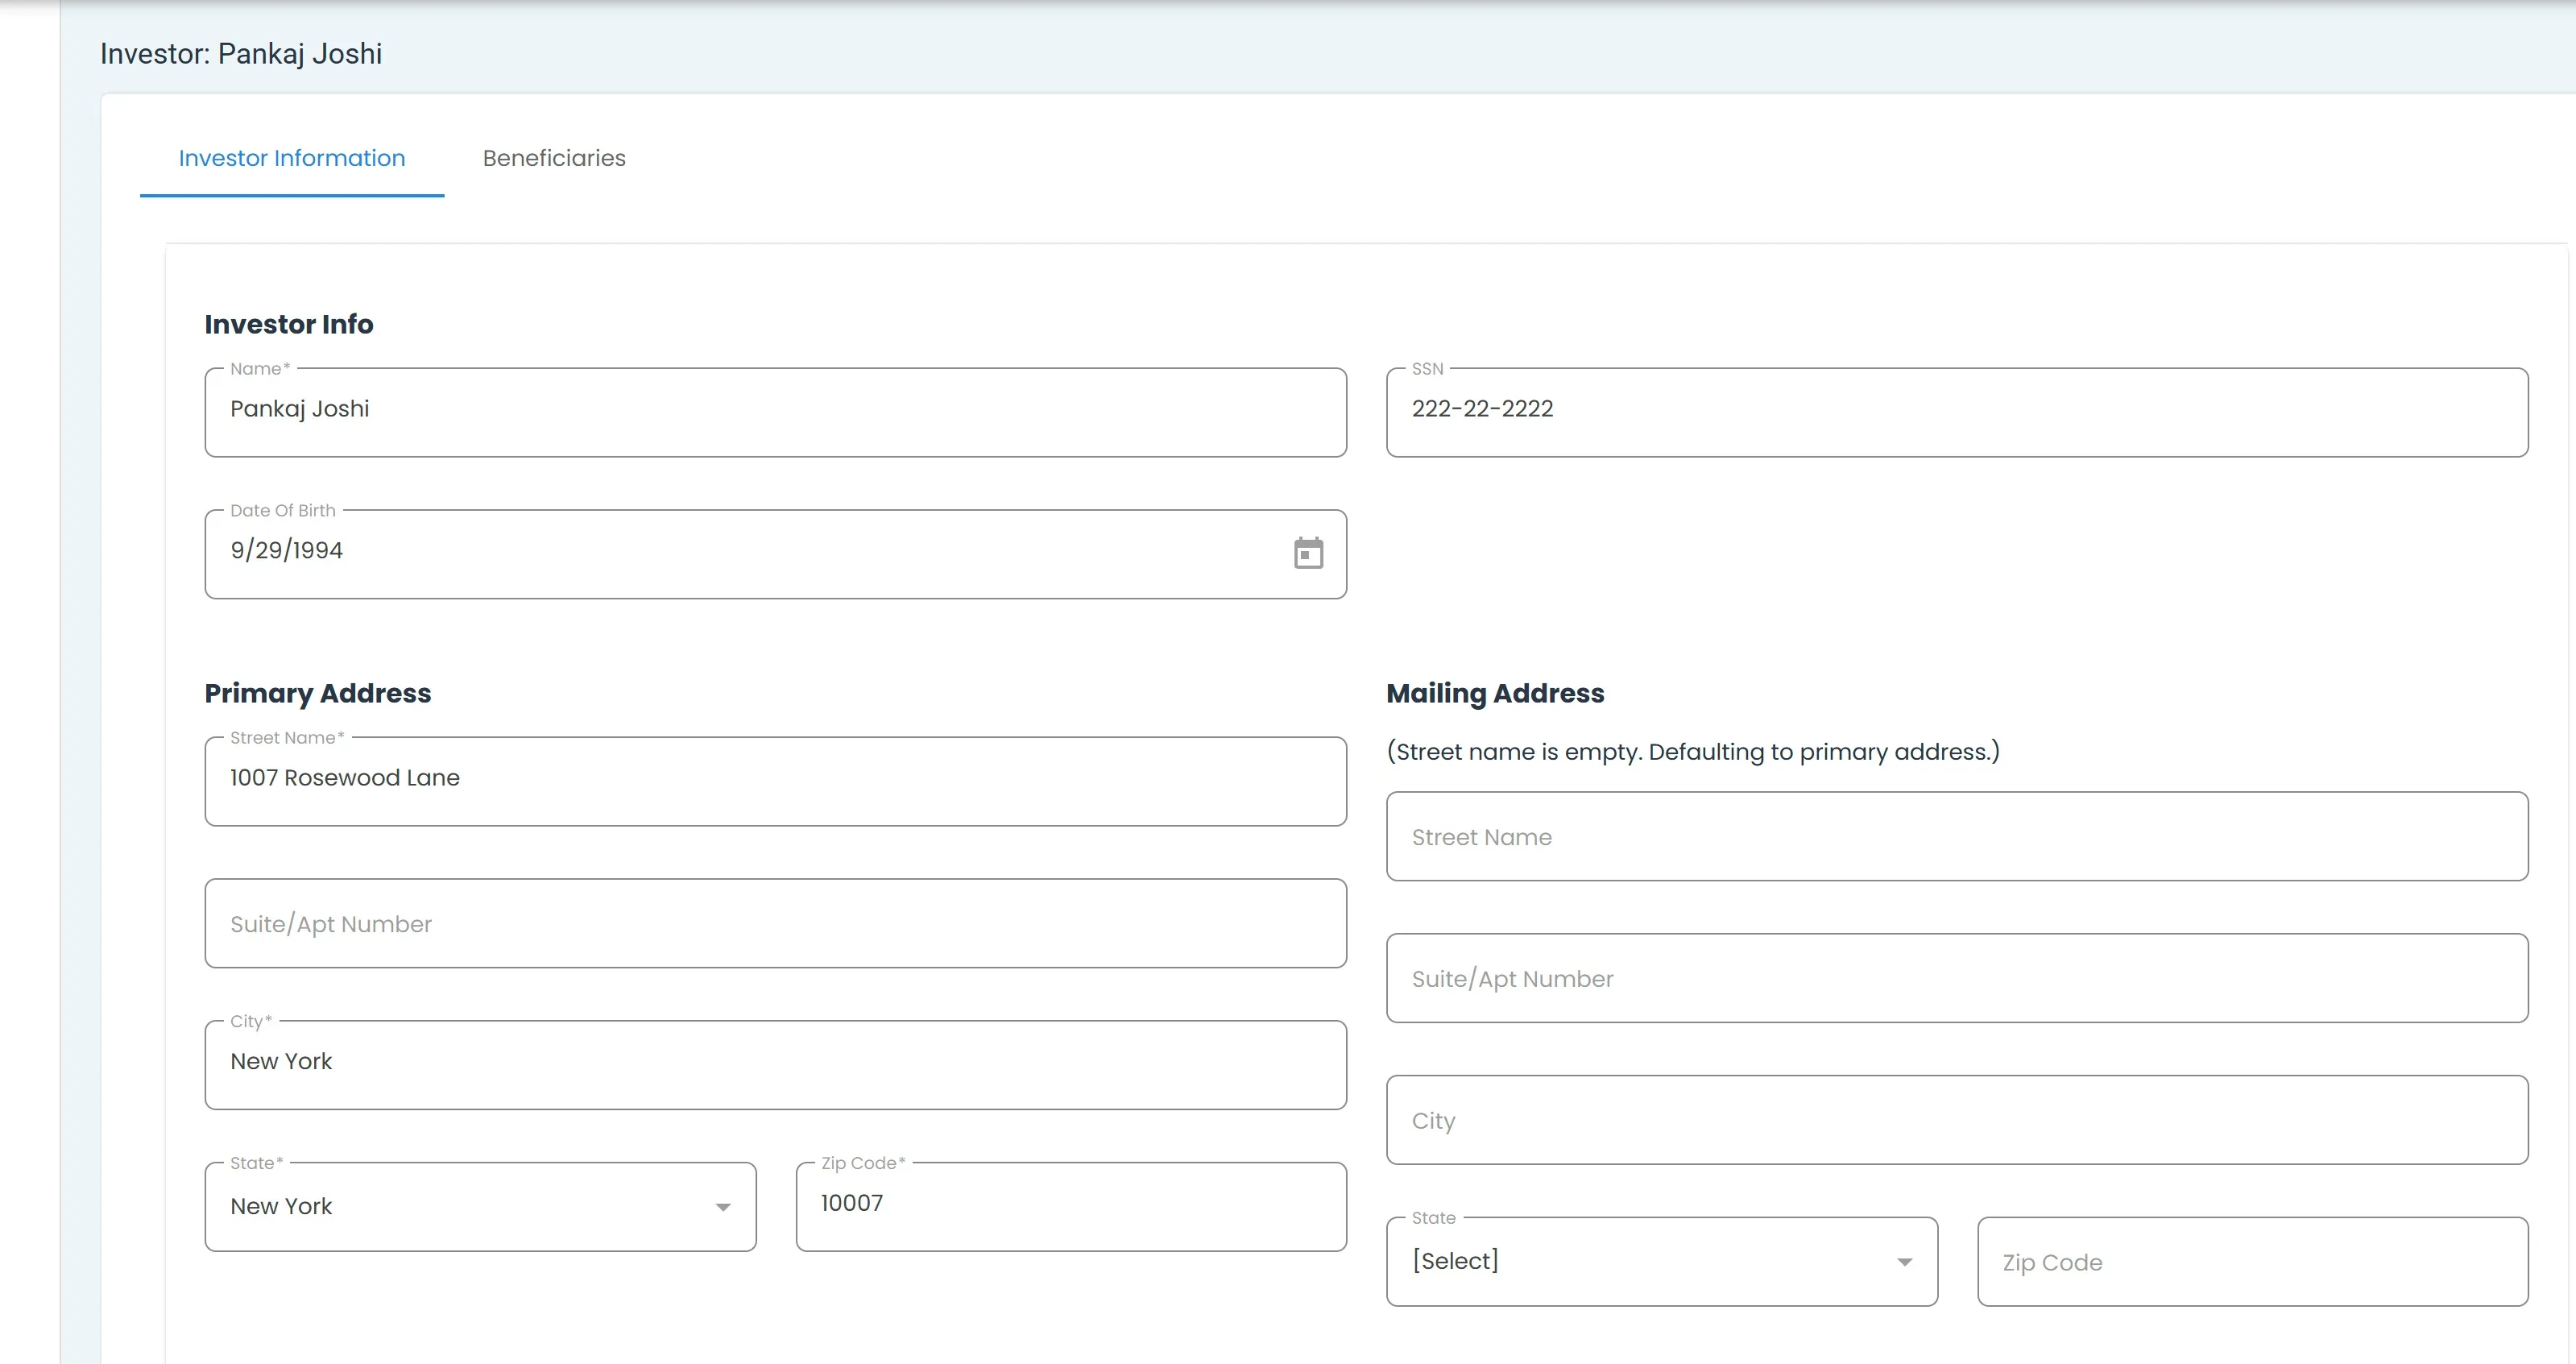 Investor: Pankaj Joshi
Investor Information
Beneficiaries
Investor Info
Name*
Pankaj Joshi
SSN
222-22-2222
Date Of Birth
9/29/1994
Primary Address
Street Name*
1007 Rosewood Lane
Suite/Apt Number
City*
New York
State*
New York
Zip Code*
10007
Mailing Address
(Street name is empty. Defaulting to primary address.)
Street Name
Suite/Apt Number
City
State
[Select]
Zip Code